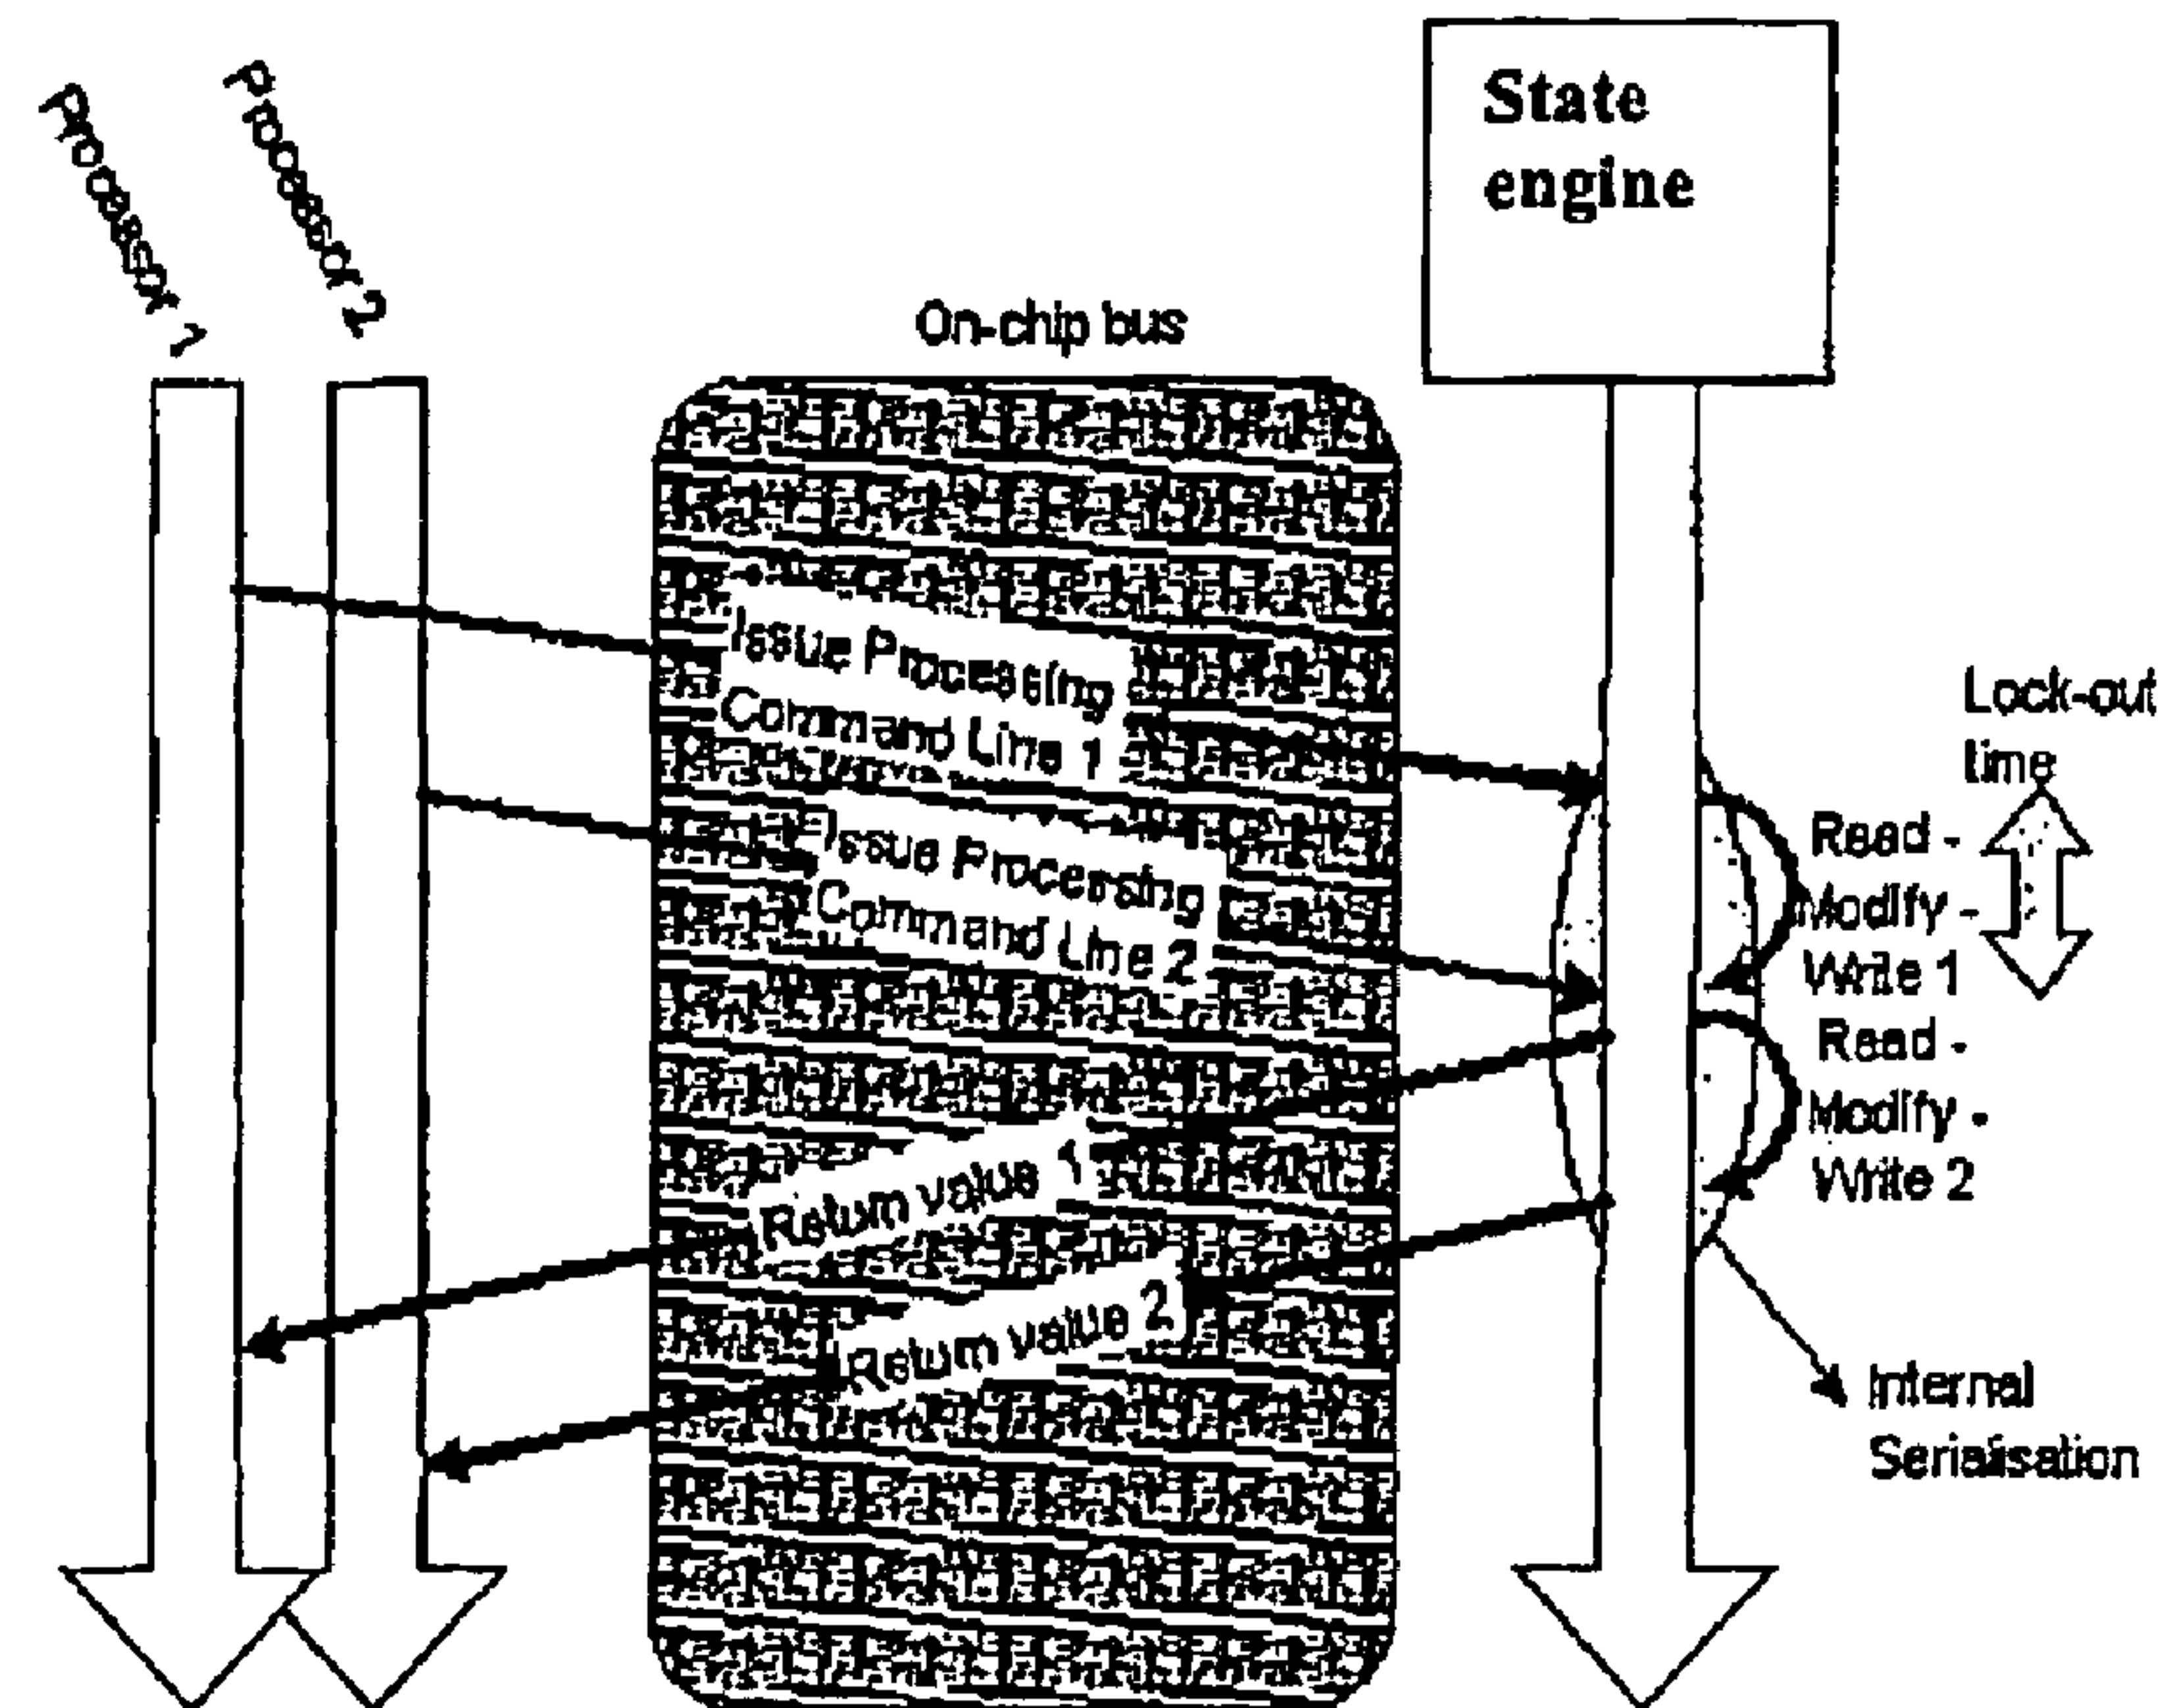 Processor 1
Processor 2
On-chip bus
State
engine
Issue Processing
Command Line 1
Issue Processing
Command Line 2
Return value 1
Return value 2
Lock-out
time
Read -
Modify -
Write 1
Read -
Modify -
Write 2
Internal
Serialisation